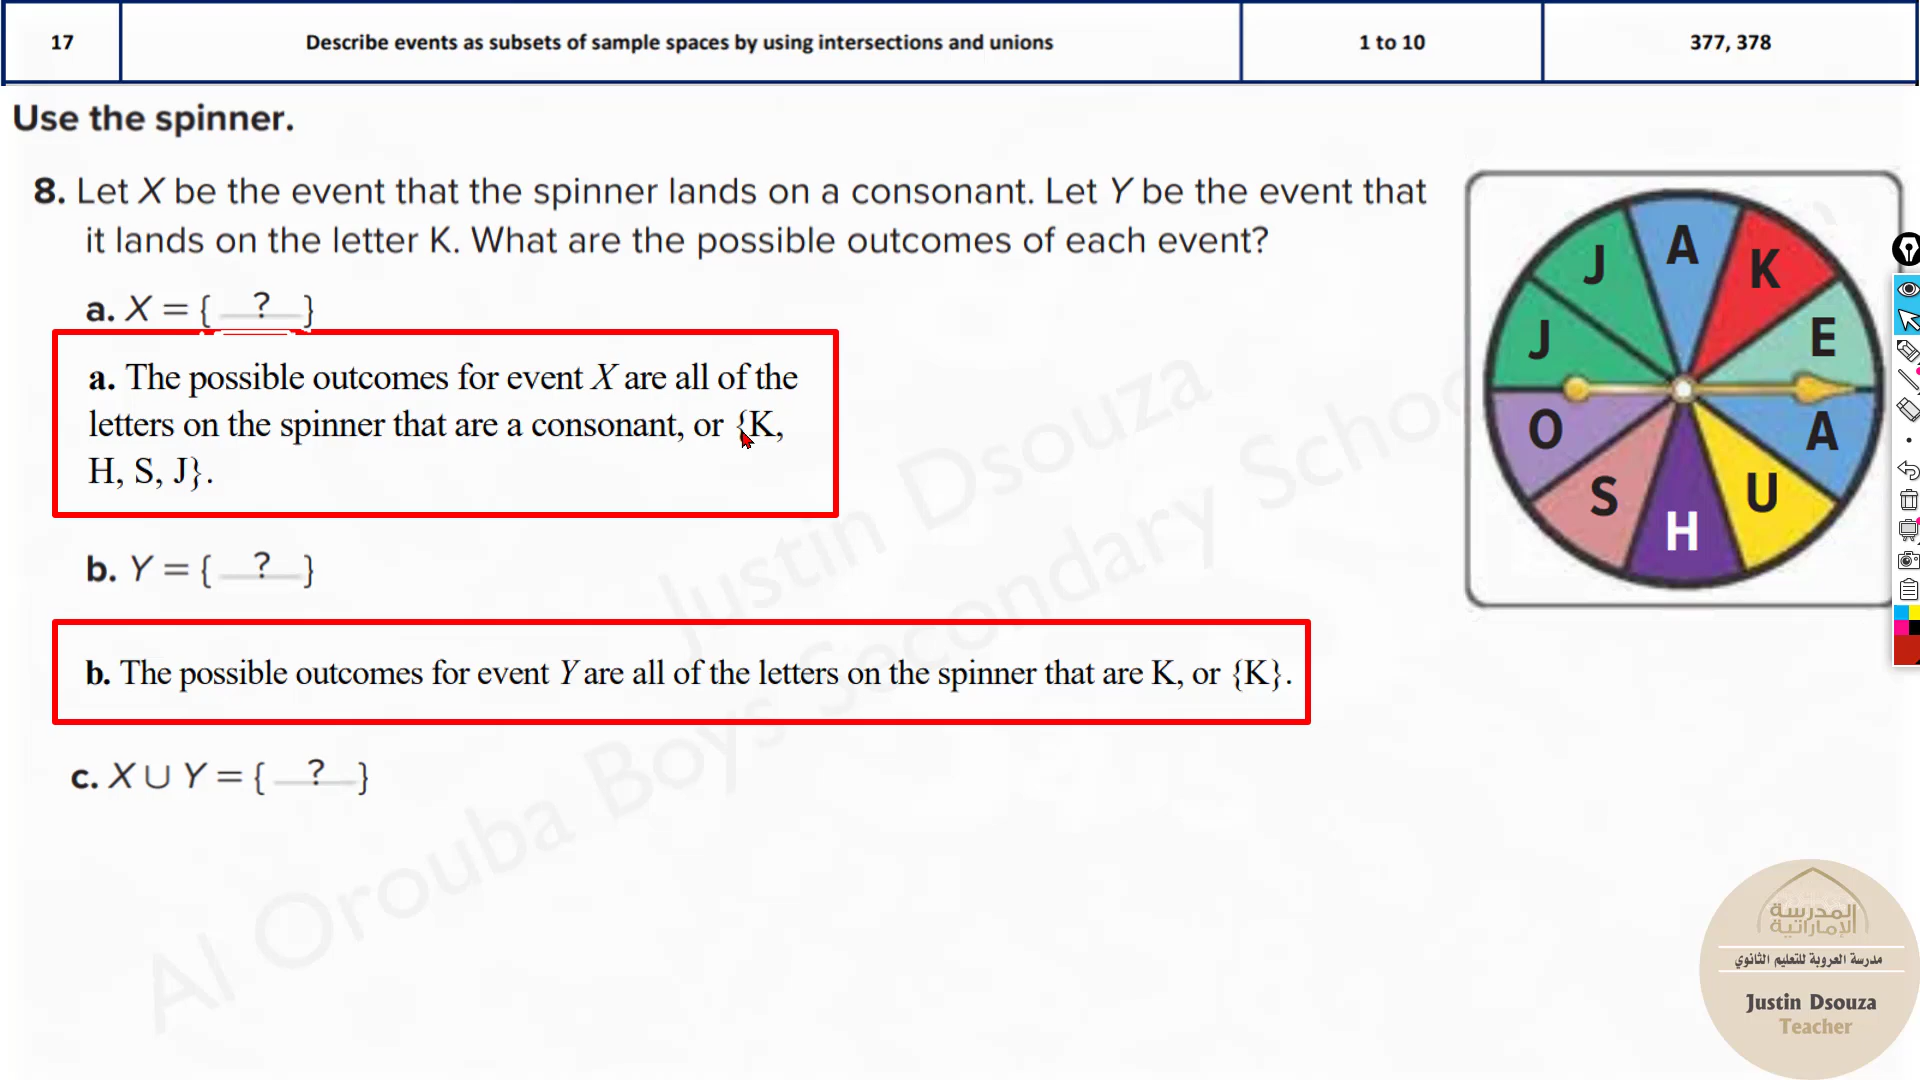 17 Describe events as subsets of sample spaces by using intersections and unions 1 to 10 377, 378
Use the spinner.
8. Let X be the event that the spinner lands on a consonant. Let Y be the event that
it lands on the letter K. What are the possible outcomes of each event?
a. X = { ? }
a. The possible outcomes for event X are all of the
letters on the spinner that are a consonant, or {K,
H, S, J}.
b. Y = { ? }
b. The possible outcomes for event Y are all of the letters on the spinner that are K, or {K}.
c. X ∪ Y = { ? }
A
K
E
A
U
H
S
O
J
J
Justin Dsouza
Al Orouba Boys Secondary School
المدرسة
الإماراتية
مدرسة العروبة للتعليم الثانوي
Justin Dsouza
Teacher